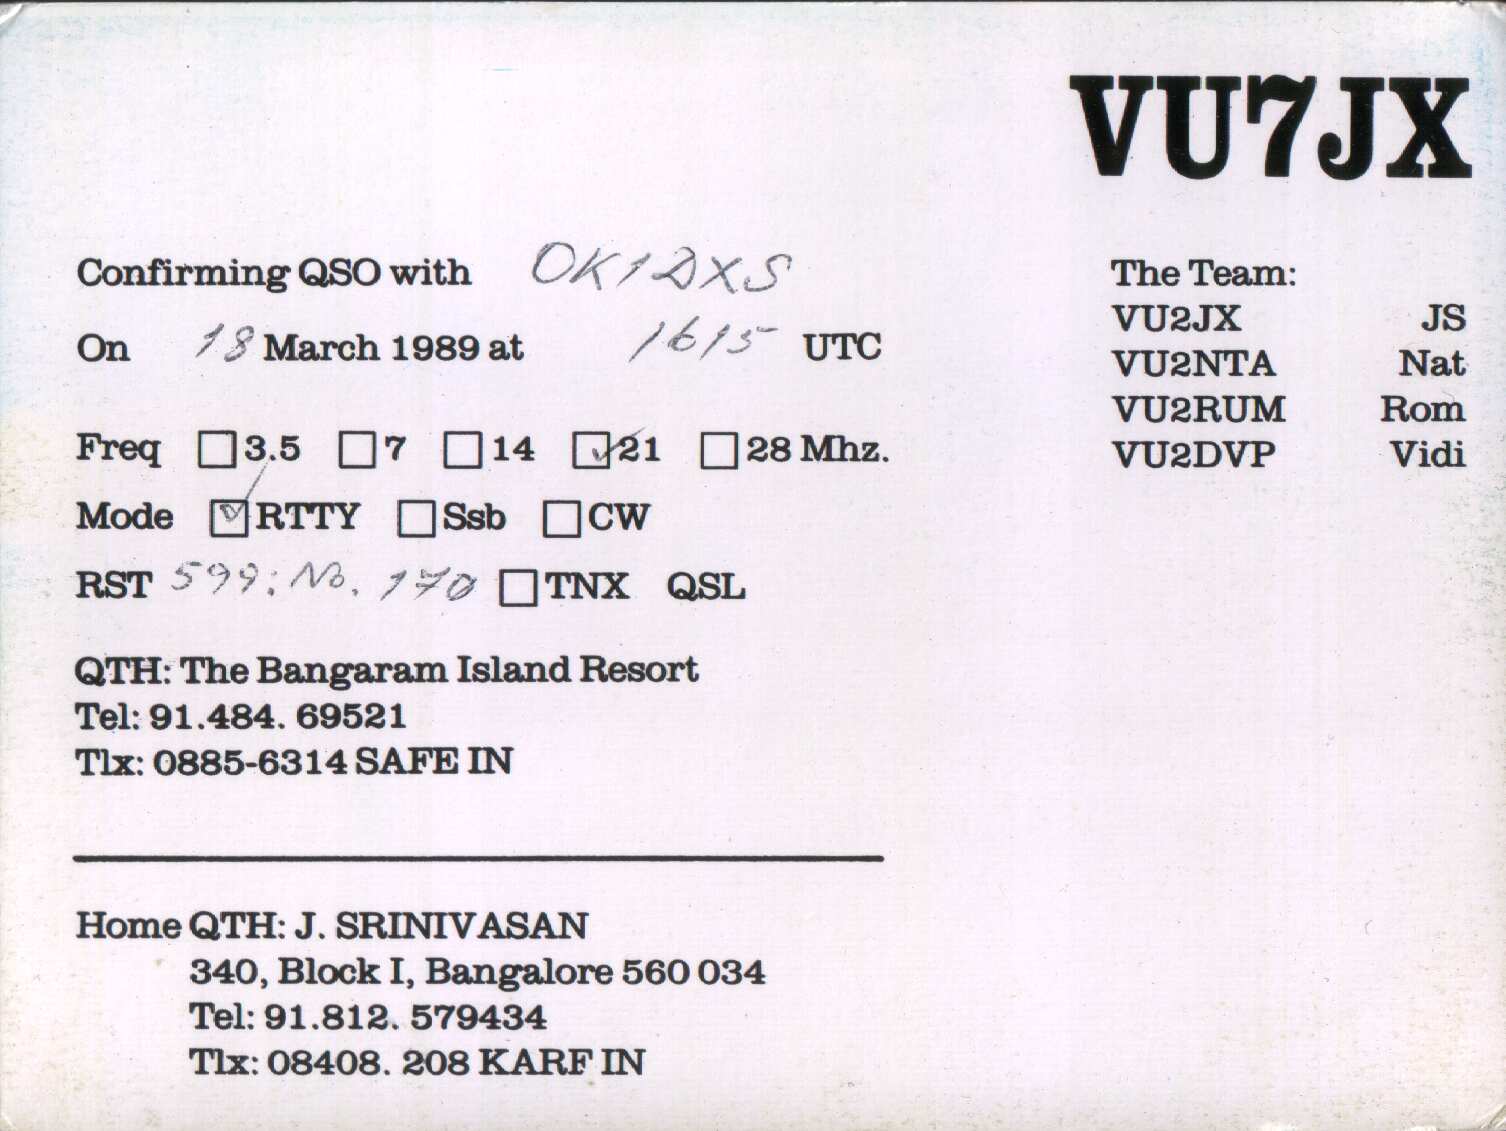 VU7JX
Confirming QSO with OK1DXS
On 18 March 1989 at 1615 UTC
Freq 3.5 7 14 ✓21 28 Mhz.
Mode ✓RTTY Ssb CW
RST 599; No. 170 TNX QSL
QTH: The Bangaram Island Resort
Tel: 91.484. 69521
Tlx: 0885-6314 SAFE IN
The Team:
VU2JX JS
VU2NTA Nat
VU2RUM Rom
VU2DVP Vidi
Home QTH: J. SRINIVASAN
340, Block I, Bangalore 560 034
Tel: 91.812. 579434
Tlx: 08408. 208 KARF IN